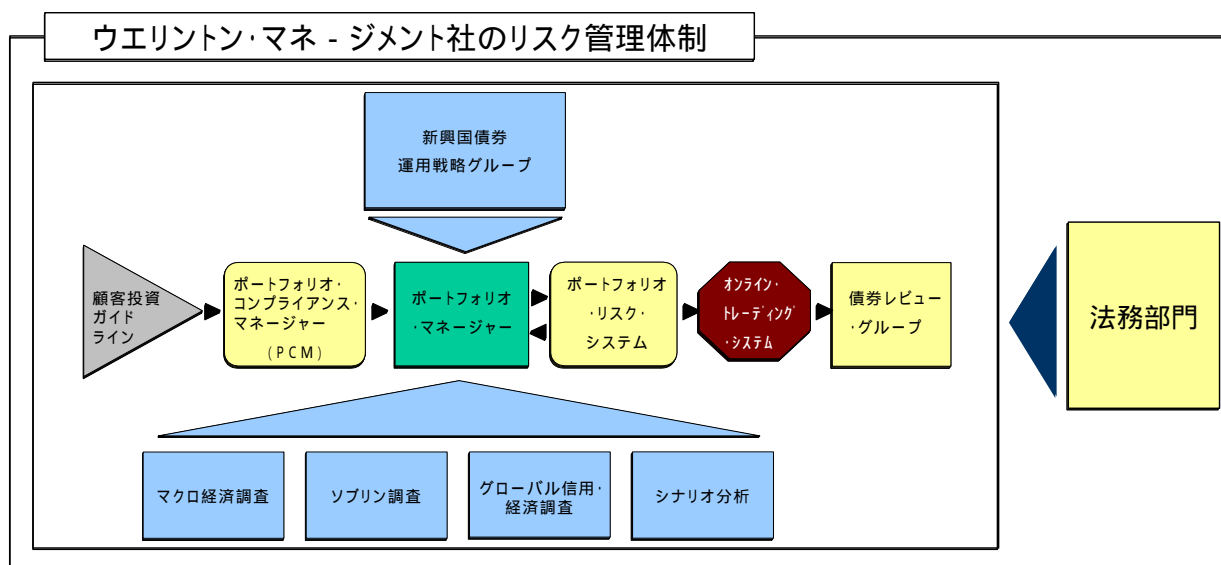 ウエリントン・マネ - ジメント社のリスク管理体制
新興国債券
運用戦略グループ
顧客投資
ガイド
ライン
ポートフォリオ・
コンプライアンス・
マネージャー
(PCM)
ポートフォリオ
・マネージャー
ポートフォリオ
・リスク・
システム
オンライン・
トレーディング
・システム
債券レビュー
・グループ
法務部門
マクロ経済調査
ソブリン調査
グローバル信用・
経済調査
シナリオ分析